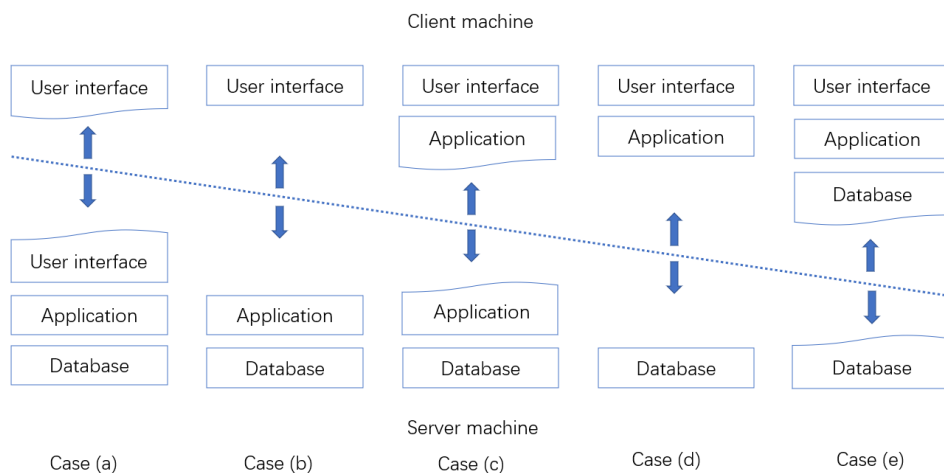 Client machine
User interface
User interface
User interface
User interface
User interface
Application
Application
Application
Database
User interface
Application
Application
Application
Database
Database
Database
Database
Database
Server machine
Case (a)
Case (b)
Case (c)
Case (d)
Case (e)